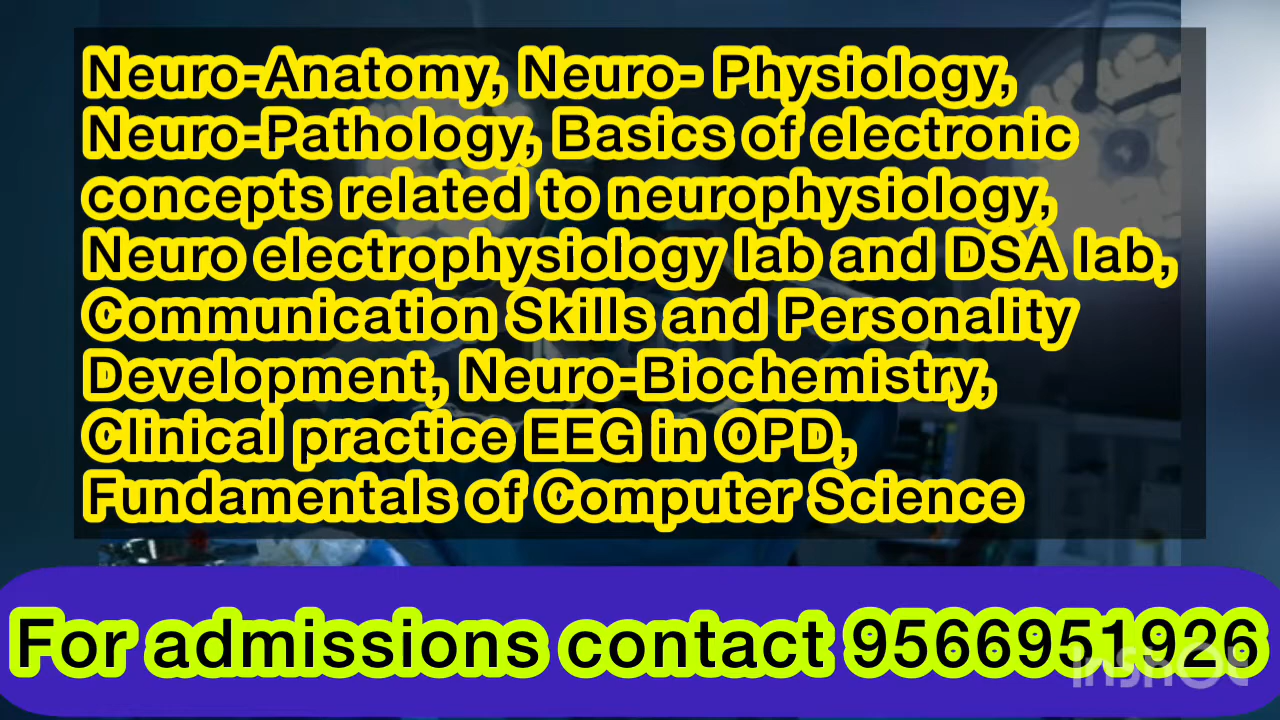 Neuro-Anatomy, Neuro- Physiology,
Neuro-Pathology, Basics of electronic
concepts related to neurophysiology,
Neuro electrophysiology lab and DSA lab,
Communication Skills and Personality
Development, Neuro-Biochemistry,
Clinical practice EEG in OPD,
Fundamentals of Computer Science
For admissions contact 9566951926
InShOt